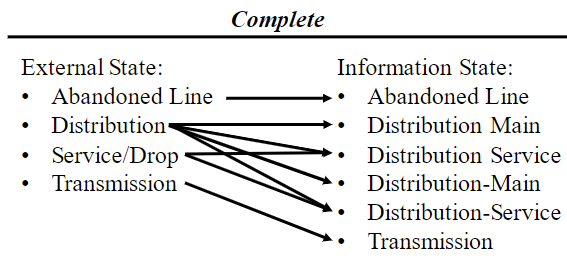 Complete
External State:
• Abandoned Line
• Distribution
• Service/Drop
• Transmission
Information State:
• Abandoned Line
• Distribution Main
• Distribution Service
• Distribution-Main
• Distribution-Service
• Transmission